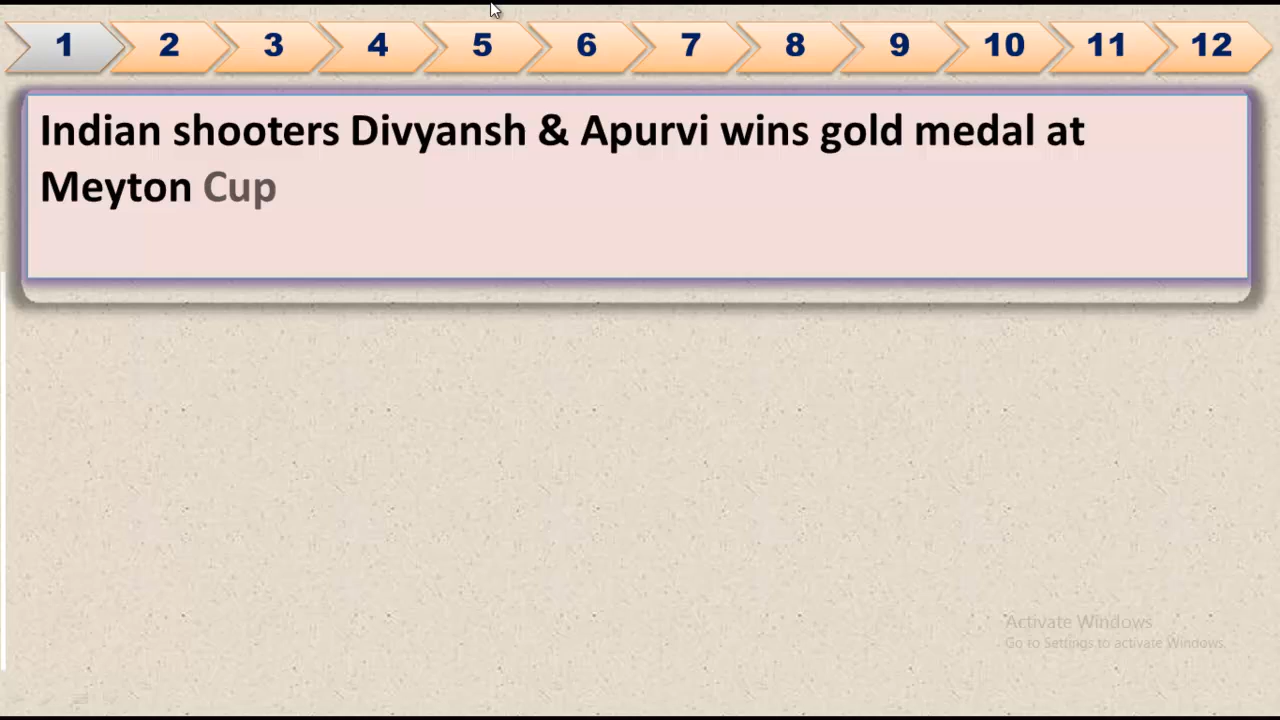 1 2 3 4 5 6 7 8 9 10 11 12
Indian shooters Divyansh & Apurvi wins gold medal at
Meyton Cup
Activate Windows
Go to Settings to activate Windows.